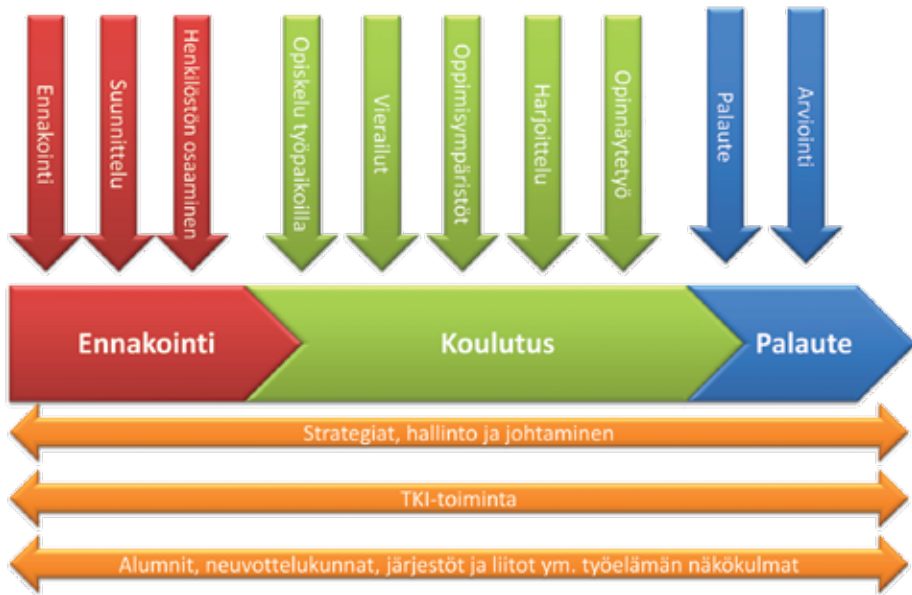 Ennakointi
Suunnittelu
Henkilöstön osaaminen
Opiskelu työpaikoilla
Vierailut
Oppimisympäristöt
Harjoittelu
Opinnäytetyö
Palaute
Arviointi
Ennakointi
Koulutus
Palaute
Strategiat, hallinto ja johtaminen
TKI-toiminta
Alumnit, neuvottelukunnat, järjestöt ja liitot ym. työelämän näkökulmat